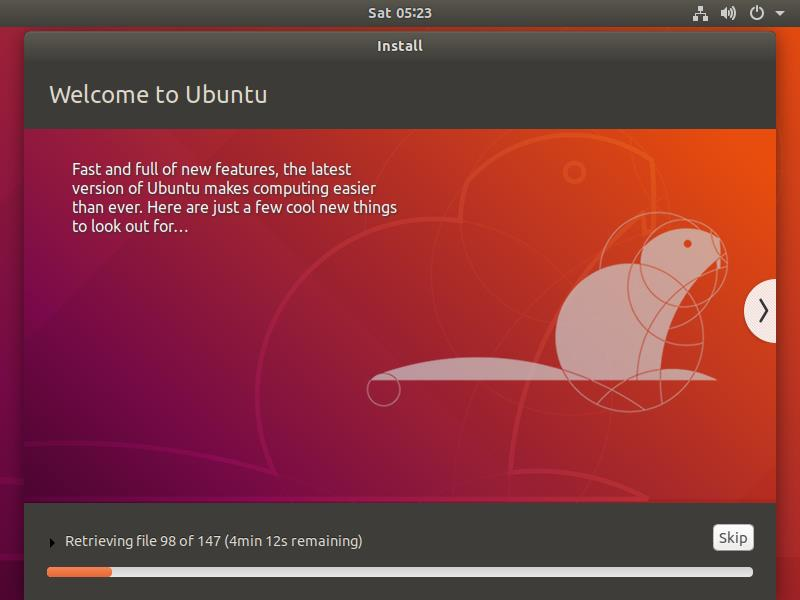 Sat 05:23
Install
Welcome to Ubuntu
Fast and full of new features, the latest
version of Ubuntu makes computing easier
than ever. Here are just a few cool new things
to look out for…
Retrieving file 98 of 147 (4min 12s remaining)
Skip